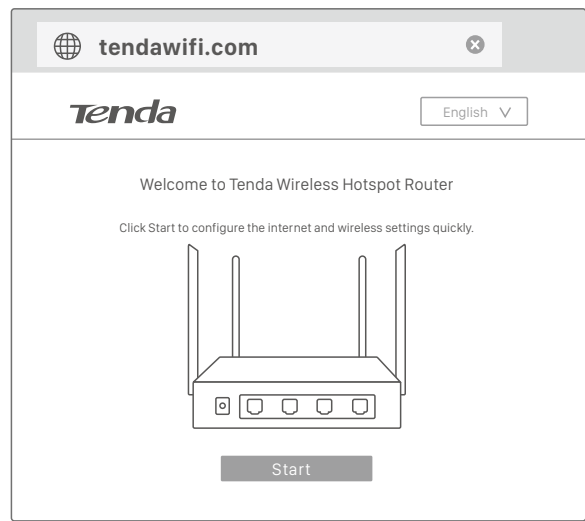 tendawifi.com
Tenda
English
Welcome to Tenda Wireless Hotspot Router
Click Start to configure the internet and wireless settings quickly.
Start